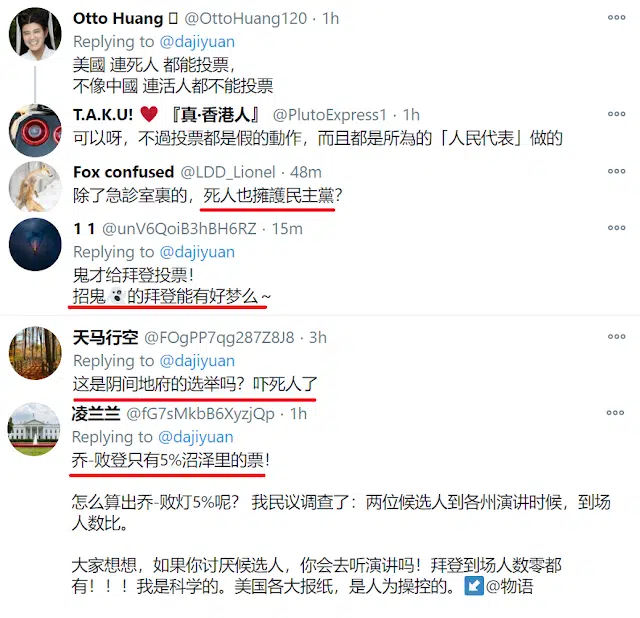 Otto Huang @OttoHuang120 · 1h
Replying to @dajiyuan
美國 連死人 都能投票，
不像中國 連活人都不能投票
T.A.K.U! ❤️ 『真·香港人』 @PlutoExpress1 · 1h
可以呀，不過投票都是假的動作，而且都是所為的「人民代表」做的
Fox confused @LDD_Lionel · 48m
除了急診室裏的，死人也擁護民主黨？
1 1 @unV6QoiB3hBH6RZ · 15m
Replying to @dajiyuan
鬼才给拜登投票！
招鬼👻的拜登能有好梦么～
天马行空 @FOgPP7qg287Z8J8 · 3h
Replying to @dajiyuan
这是阴间地府的选举吗？吓死人了
凌兰兰 @fG7sMkbB6XyzjQp · 1h
Replying to @dajiyuan
乔-败登只有5%沼泽里的票！
怎么算出乔-败灯5%呢？ 我民议调查了：两位候选人到各州演讲时候，到场
人数比。
大家想想，如果你讨厌候选人，你会去听演讲吗！拜登到场人数零都
有！！！我是科学的。美国各大报纸，是人为操控的。↙️@物语